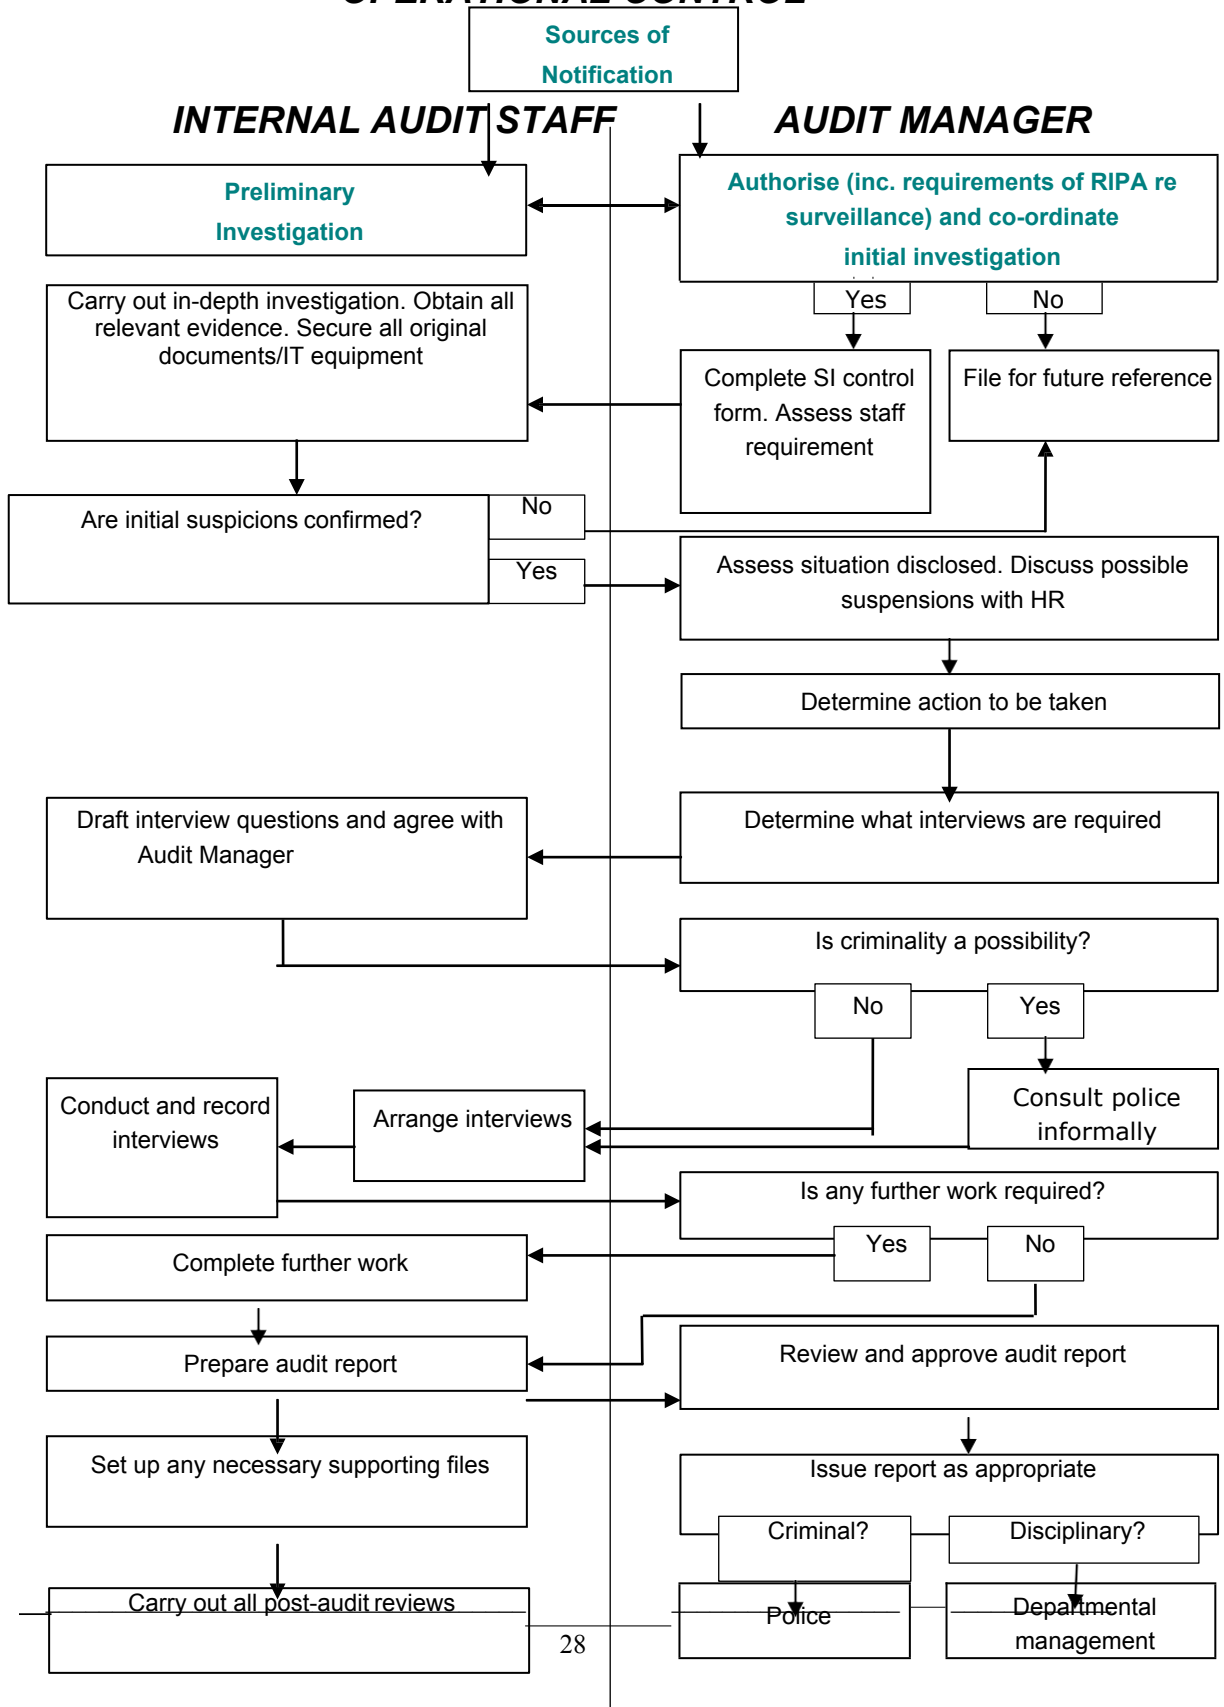 OPERATIONAL CONTROL
Sources of
Notification
INTERNAL AUDIT STAFF
AUDIT MANAGER
Preliminary
Investigation
Authorise (inc. requirements of RIPA re
surveillance) and co-ordinate
initial investigation
Yes
No
Carry out in-depth investigation. Obtain all
relevant evidence. Secure all original
documents/IT equipment
Complete SI control
form. Assess staff
requirement
File for future reference
Are initial suspicions confirmed?
No
Yes
Assess situation disclosed. Discuss possible
suspensions with HR
Determine action to be taken
Draft interview questions and agree with
Audit Manager
Determine what interviews are required
Is criminality a possibility?
No
Yes
Conduct and record
interviews
Arrange interviews
Consult police
informally
Is any further work required?
Yes
No
Complete further work
Prepare audit report
Review and approve audit report
Set up any necessary supporting files
Issue report as appropriate
Criminal?
Disciplinary?
Carry out all post-audit reviews
Police
Departmental
management
28